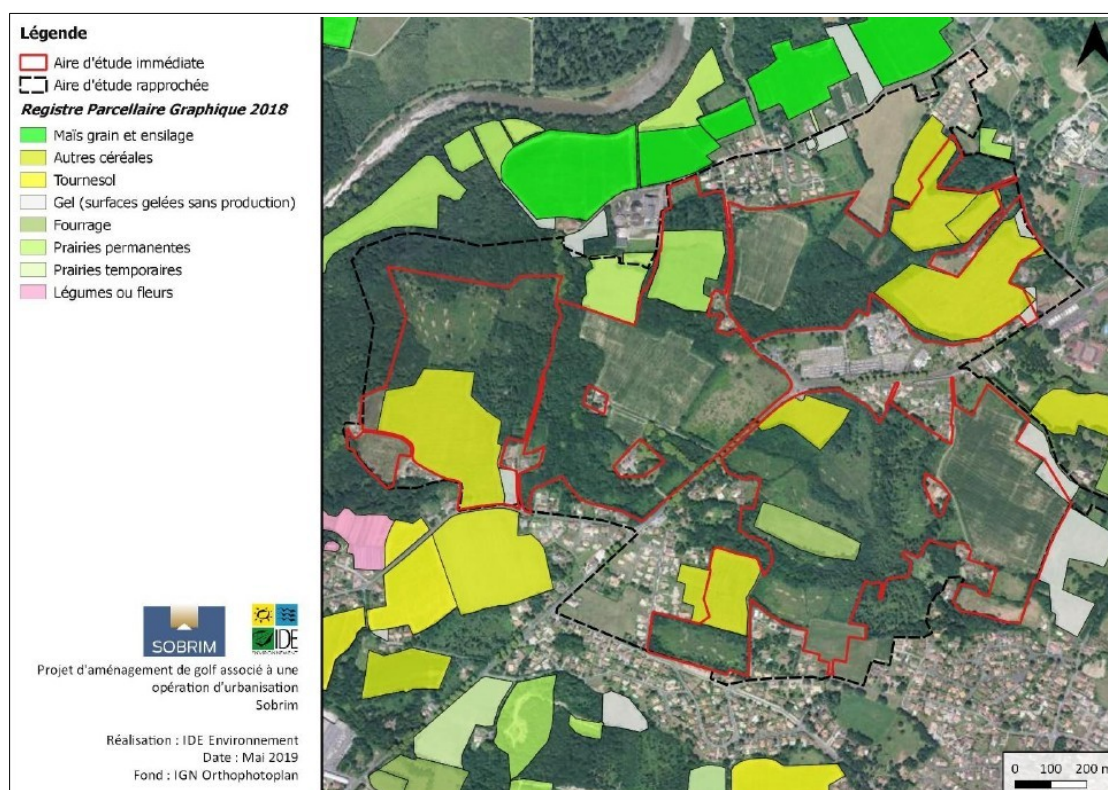 Légende
Aire d'étude immédiate
Aire d'étude rapprochée
Registre Parcellaire Graphique 2018
Maïs grain et ensilage
Autres céréales
Tournesol
Gel (surfaces gelées sans production)
Fourrage
Prairies permanentes
Prairies temporaires
Légumes ou fleurs
SOBRIM
IDE
ENVIRONNEMENT
Projet d'aménagement de golf associé à une
opération d'urbanisation
Sobrim
Réalisation : IDE Environnement
Date : Mai 2019
Fond : IGN Orthophotoplan
0 100 200 m